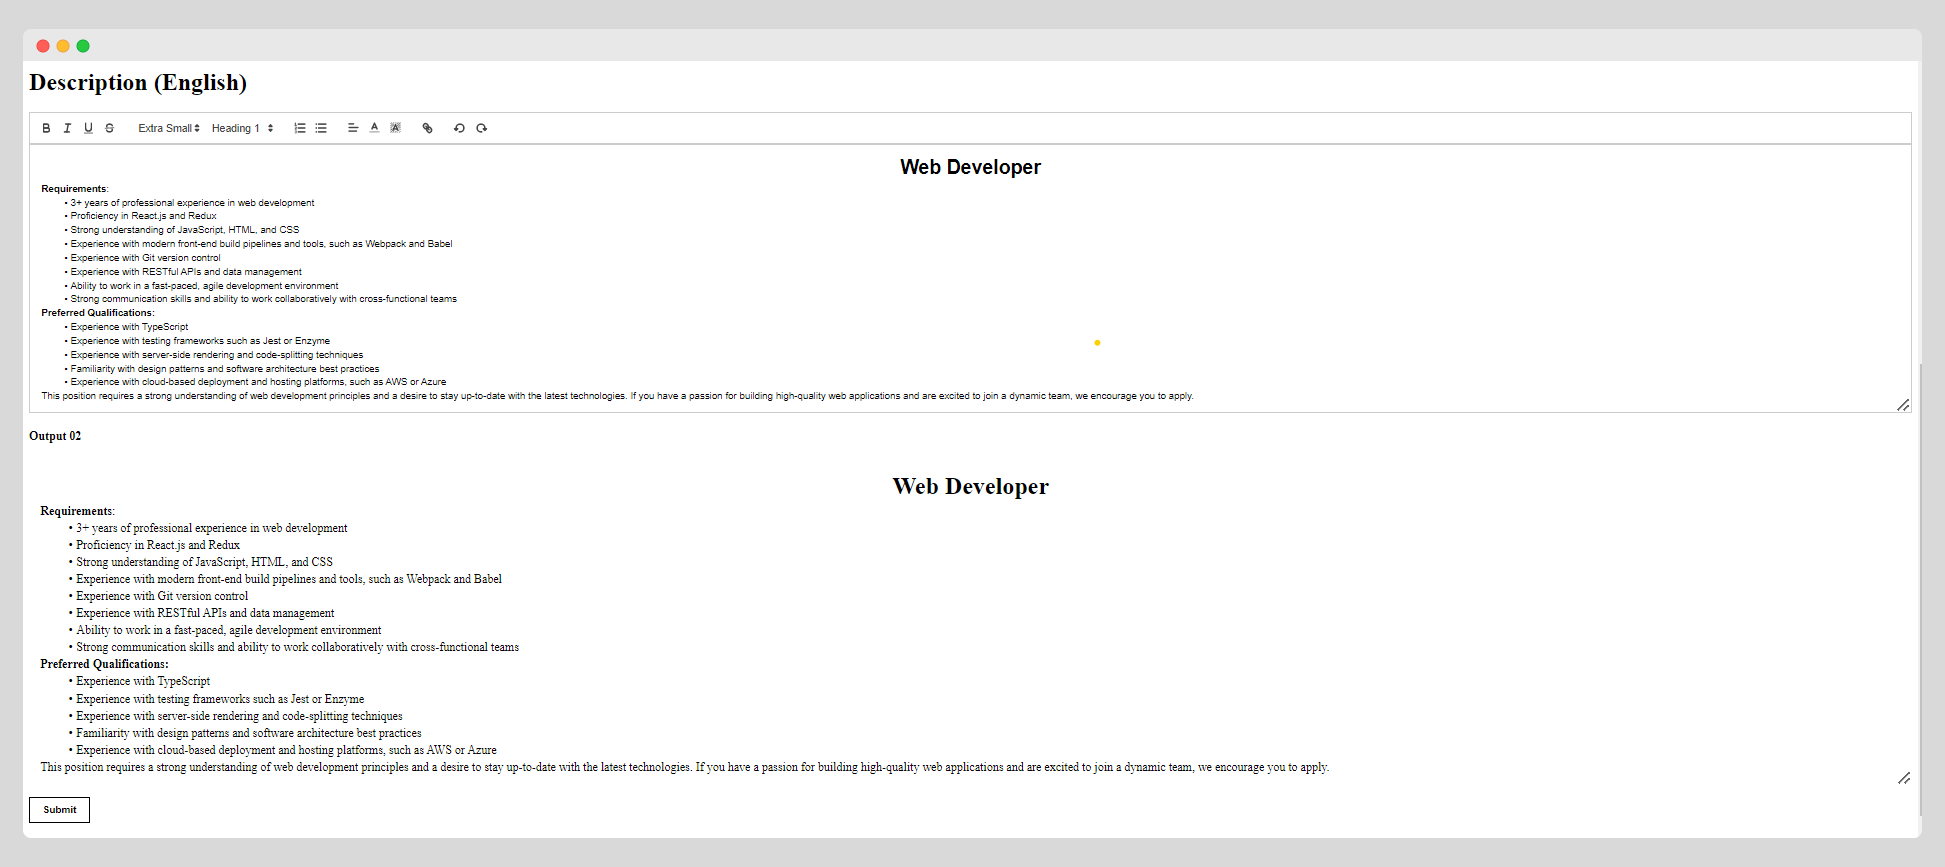 Description (English)
B I U S Extra Small Heading 1 A A
Web Developer
Requirements:
• 3+ years of professional experience in web development
• Proficiency in React.js and Redux
• Strong understanding of JavaScript, HTML, and CSS
• Experience with modern front-end build pipelines and tools, such as Webpack and Babel
• Experience with Git version control
• Experience with RESTful APIs and data management
• Ability to work in a fast-paced, agile development environment
• Strong communication skills and ability to work collaboratively with cross-functional teams
Preferred Qualifications:
• Experience with TypeScript
• Experience with testing frameworks such as Jest or Enzyme
• Experience with server-side rendering and code-splitting techniques
• Familiarity with design patterns and software architecture best practices
• Experience with cloud-based deployment and hosting platforms, such as AWS or Azure
This position requires a strong understanding of web development principles and a desire to stay up-to-date with the latest technologies. If you have a passion for building high-quality web applications and are excited to join a dynamic team, we encourage you to apply.
Output 02
Web Developer
Requirements:
• 3+ years of professional experience in web development
• Proficiency in React.js and Redux
• Strong understanding of JavaScript, HTML, and CSS
• Experience with modern front-end build pipelines and tools, such as Webpack and Babel
• Experience with Git version control
• Experience with RESTful APIs and data management
• Ability to work in a fast-paced, agile development environment
• Strong communication skills and ability to work collaboratively with cross-functional teams
Preferred Qualifications:
• Experience with TypeScript
• Experience with testing frameworks such as Jest or Enzyme
• Experience with server-side rendering and code-splitting techniques
• Familiarity with design patterns and software architecture best practices
• Experience with cloud-based deployment and hosting platforms, such as AWS or Azure
This position requires a strong understanding of web development principles and a desire to stay up-to-date with the latest technologies. If you have a passion for building high-quality web applications and are excited to join a dynamic team, we encourage you to apply.
Submit